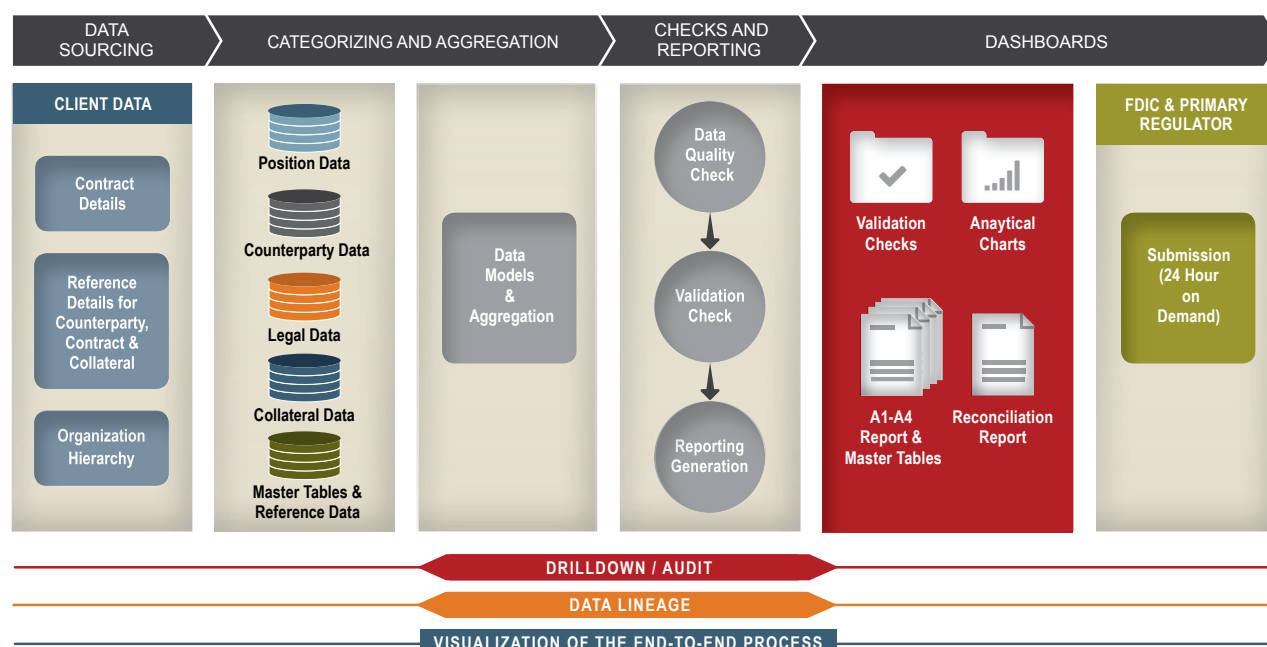 DATA
SOURCING
CATEGORIZING AND AGGREGATION
CHECKS AND
REPORTING
DASHBOARDS
CLIENT DATA
Contract
Details
Reference
Details for
Counterparty,
Contract &
Collateral
Organization
Hierarchy
Position Data
Counterparty Data
Legal Data
Collateral Data
Master Tables &
Reference Data
Data
Models
&
Aggregation
Data
Quality
Check
Validation
Check
Reporting
Generation
Validation
Checks
Anaytical
Charts
A1-A4
Report &
Master Tables
Reconciliation
Report
FDIC & PRIMARY
REGULATOR
Submission
(24 Hour
on
Demand)
DRILLDOWN / AUDIT
DATA LINEAGE
VISUALIZATION OF THE END-TO-END PROCESS